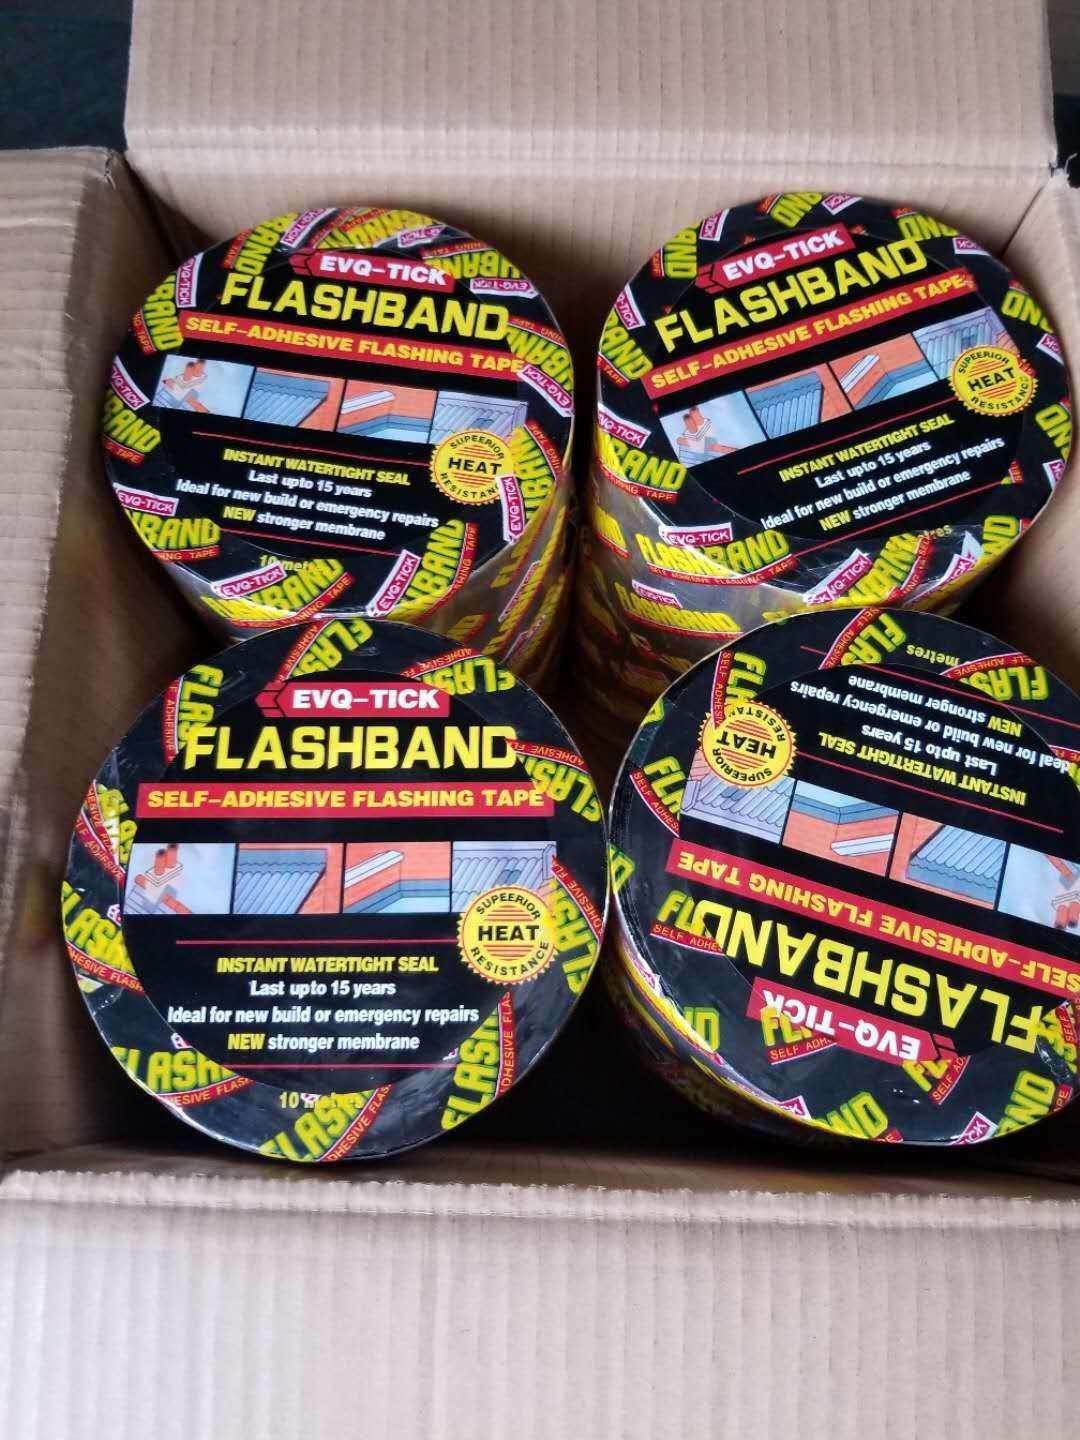 EVQ-TICK
FLASHBAND
SELF-ADHESIVE FLASHING TAPE
SUPEERIOR
HEAT
RESISTANCE
INSTANT WATERTIGHT SEAL
Last upto 15 years
Ideal for new build or emergency repairs
NEW stronger membrane
EVQ-TICK
FLASHBAND
SELF-ADHESIVE FLASHING TAPE
SUPEERIOR
HEAT
RESISTANCE
INSTANT WATERTIGHT SEAL
Last upto 15 years
Ideal for new build or emergency repairs
NEW stronger membrane
EVQ-TICK
FLASHBAND
SELF-ADHESIVE FLASHING TAPE
SUPEERIOR
HEAT
RESISTANCE
INSTANT WATERTIGHT SEAL
Last upto 15 years
Ideal for new build or emergency repairs
NEW stronger membrane
10 metres
EVQ-TICK
FLASHBAND
SELF-ADHESIVE FLASHING TAPE
SUPEERIOR
HEAT
RESISTANCE
INSTANT WATERTIGHT SEAL
Last upto 15 years
Ideal for new build or emergency repairs
NEW stronger membrane
metres